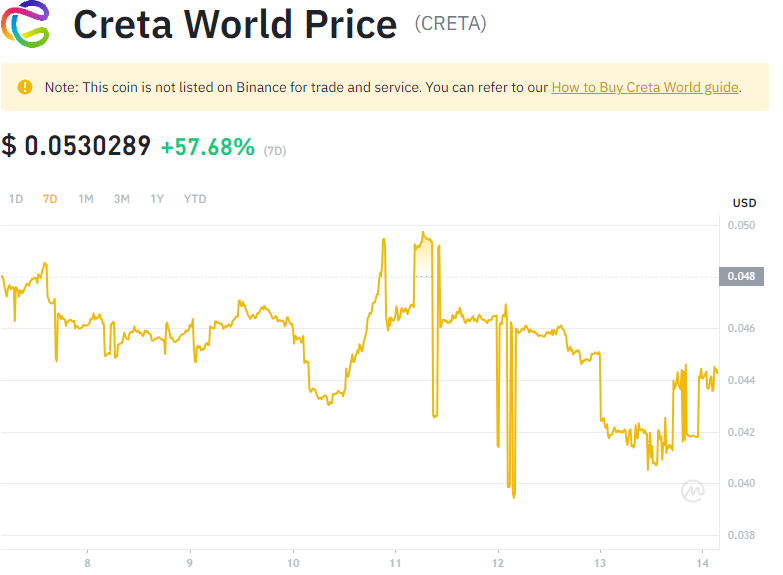 Creta World Price (CRETA)
Note: This coin is not listed on Binance for trade and service. You can refer to our How to Buy Creta World guide.
$ 0.0530289 +57.68% (7D)
1D 7D 1M 3M 1Y YTD
USD
0.050
0.048
0.046
0.044
0.042
0.040
0.038
8 9 10 11 12 13 14